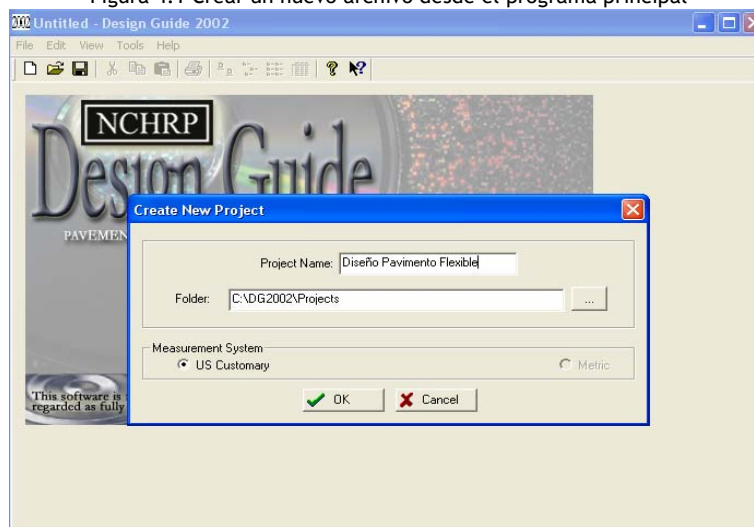 Figura 4.1 Crear un nuevo archivo desde el programa principal
Untitled - Design Guide 2002
File Edit View Tools Help
NCHRP
Design Guide
PAVEMEN
Create New Project
Project Name: Diseño Pavimento Flexible
Folder: C:\DG2002\Projects
...
Measurement System
US Customary
Metric
OK
Cancel
This software is
regarded as fully